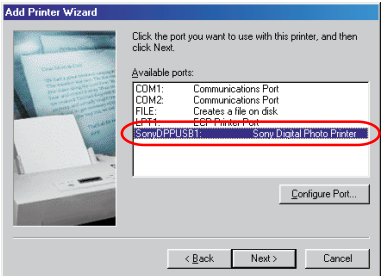 Add Printer Wizard
Click the port you want to use with this printer, and then
click Next.
Available ports:
COM1: Communications Port
COM2: Communications Port
FILE: Creates a file on disk
LPT1: ECP Printer Port
SonyDPPUSB1: Sony Digital Photo Printer
Configure Port...
< Back Next > Cancel